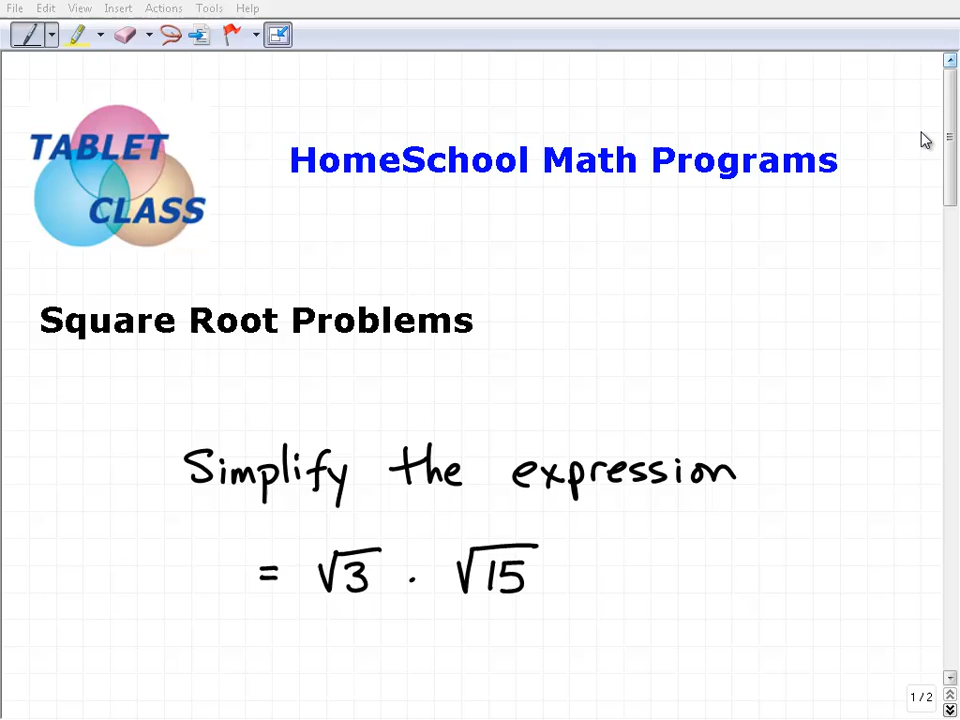 File Edit View Insert Actions Tools Help
TABLET
CLASS
HomeSchool Math Programs
Square Root Problems
Simplify the expression
= √3 · √15
1 / 2